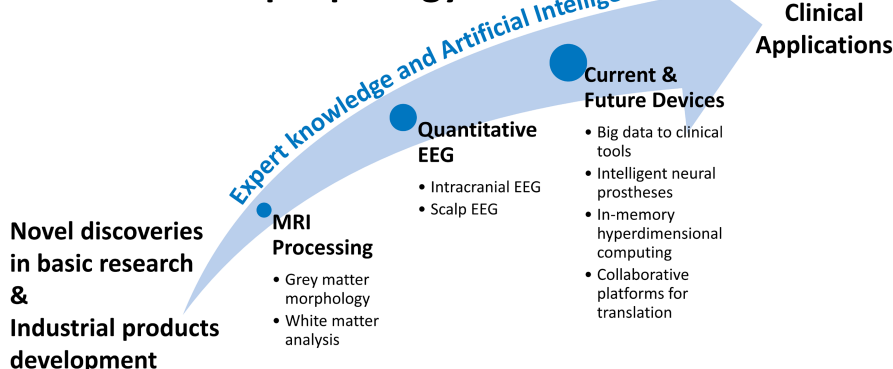 Expert knowledge and Artificial
Clinical
Applications
Current &
Future Devices
• Big data to clinical
tools
• Intelligent neural
prostheses
• In-memory
hyperdimensional
computing
• Collaborative
platforms for
translation
Quantitative
EEG
• Intracranial EEG
• Scalp EEG
MRI
Processing
• Grey matter
morphology
• White matter
analysis
Novel discoveries
in basic research
&
Industrial products
development